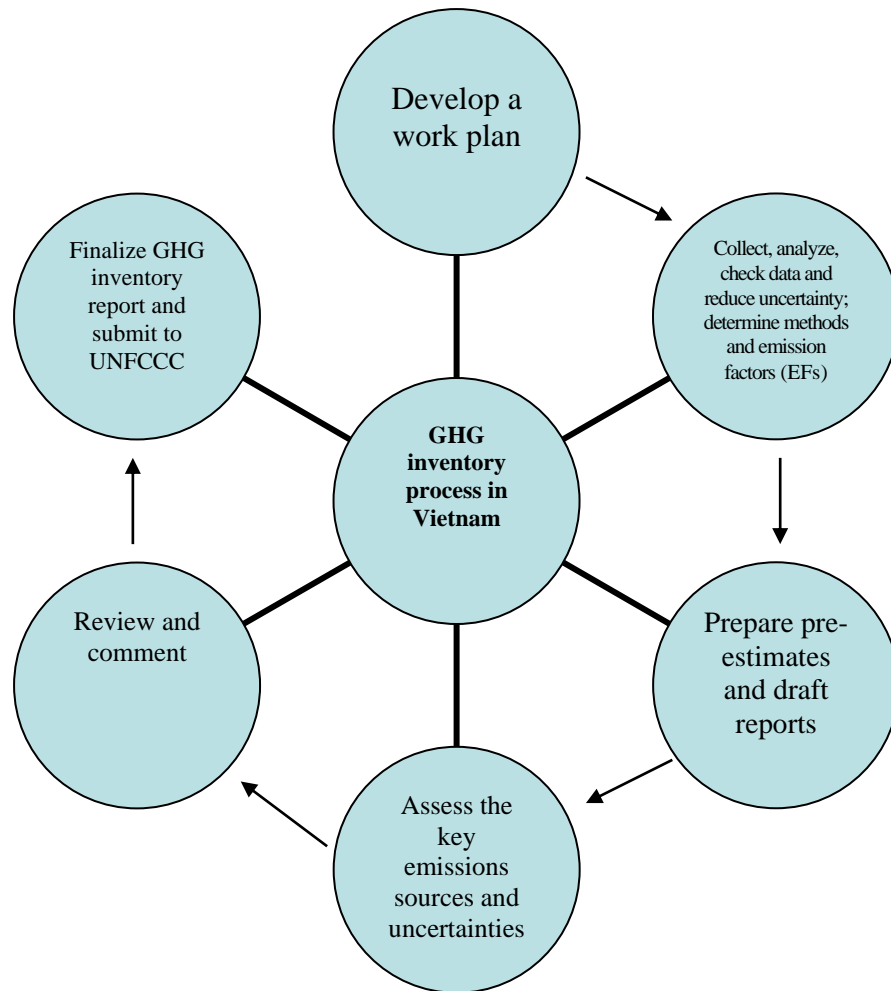 Develop a
work plan
Collect, analyze,
check data and
reduce uncertainty;
determine methods
and emission
factors (EFs)
Prepare pre-
estimates
and draft
reports
Assess the
key
emissions
sources and
uncertainties
Review and
comment
Finalize GHG
inventory
report and
submit to
UNFCCC
GHG
inventory
process in
Vietnam